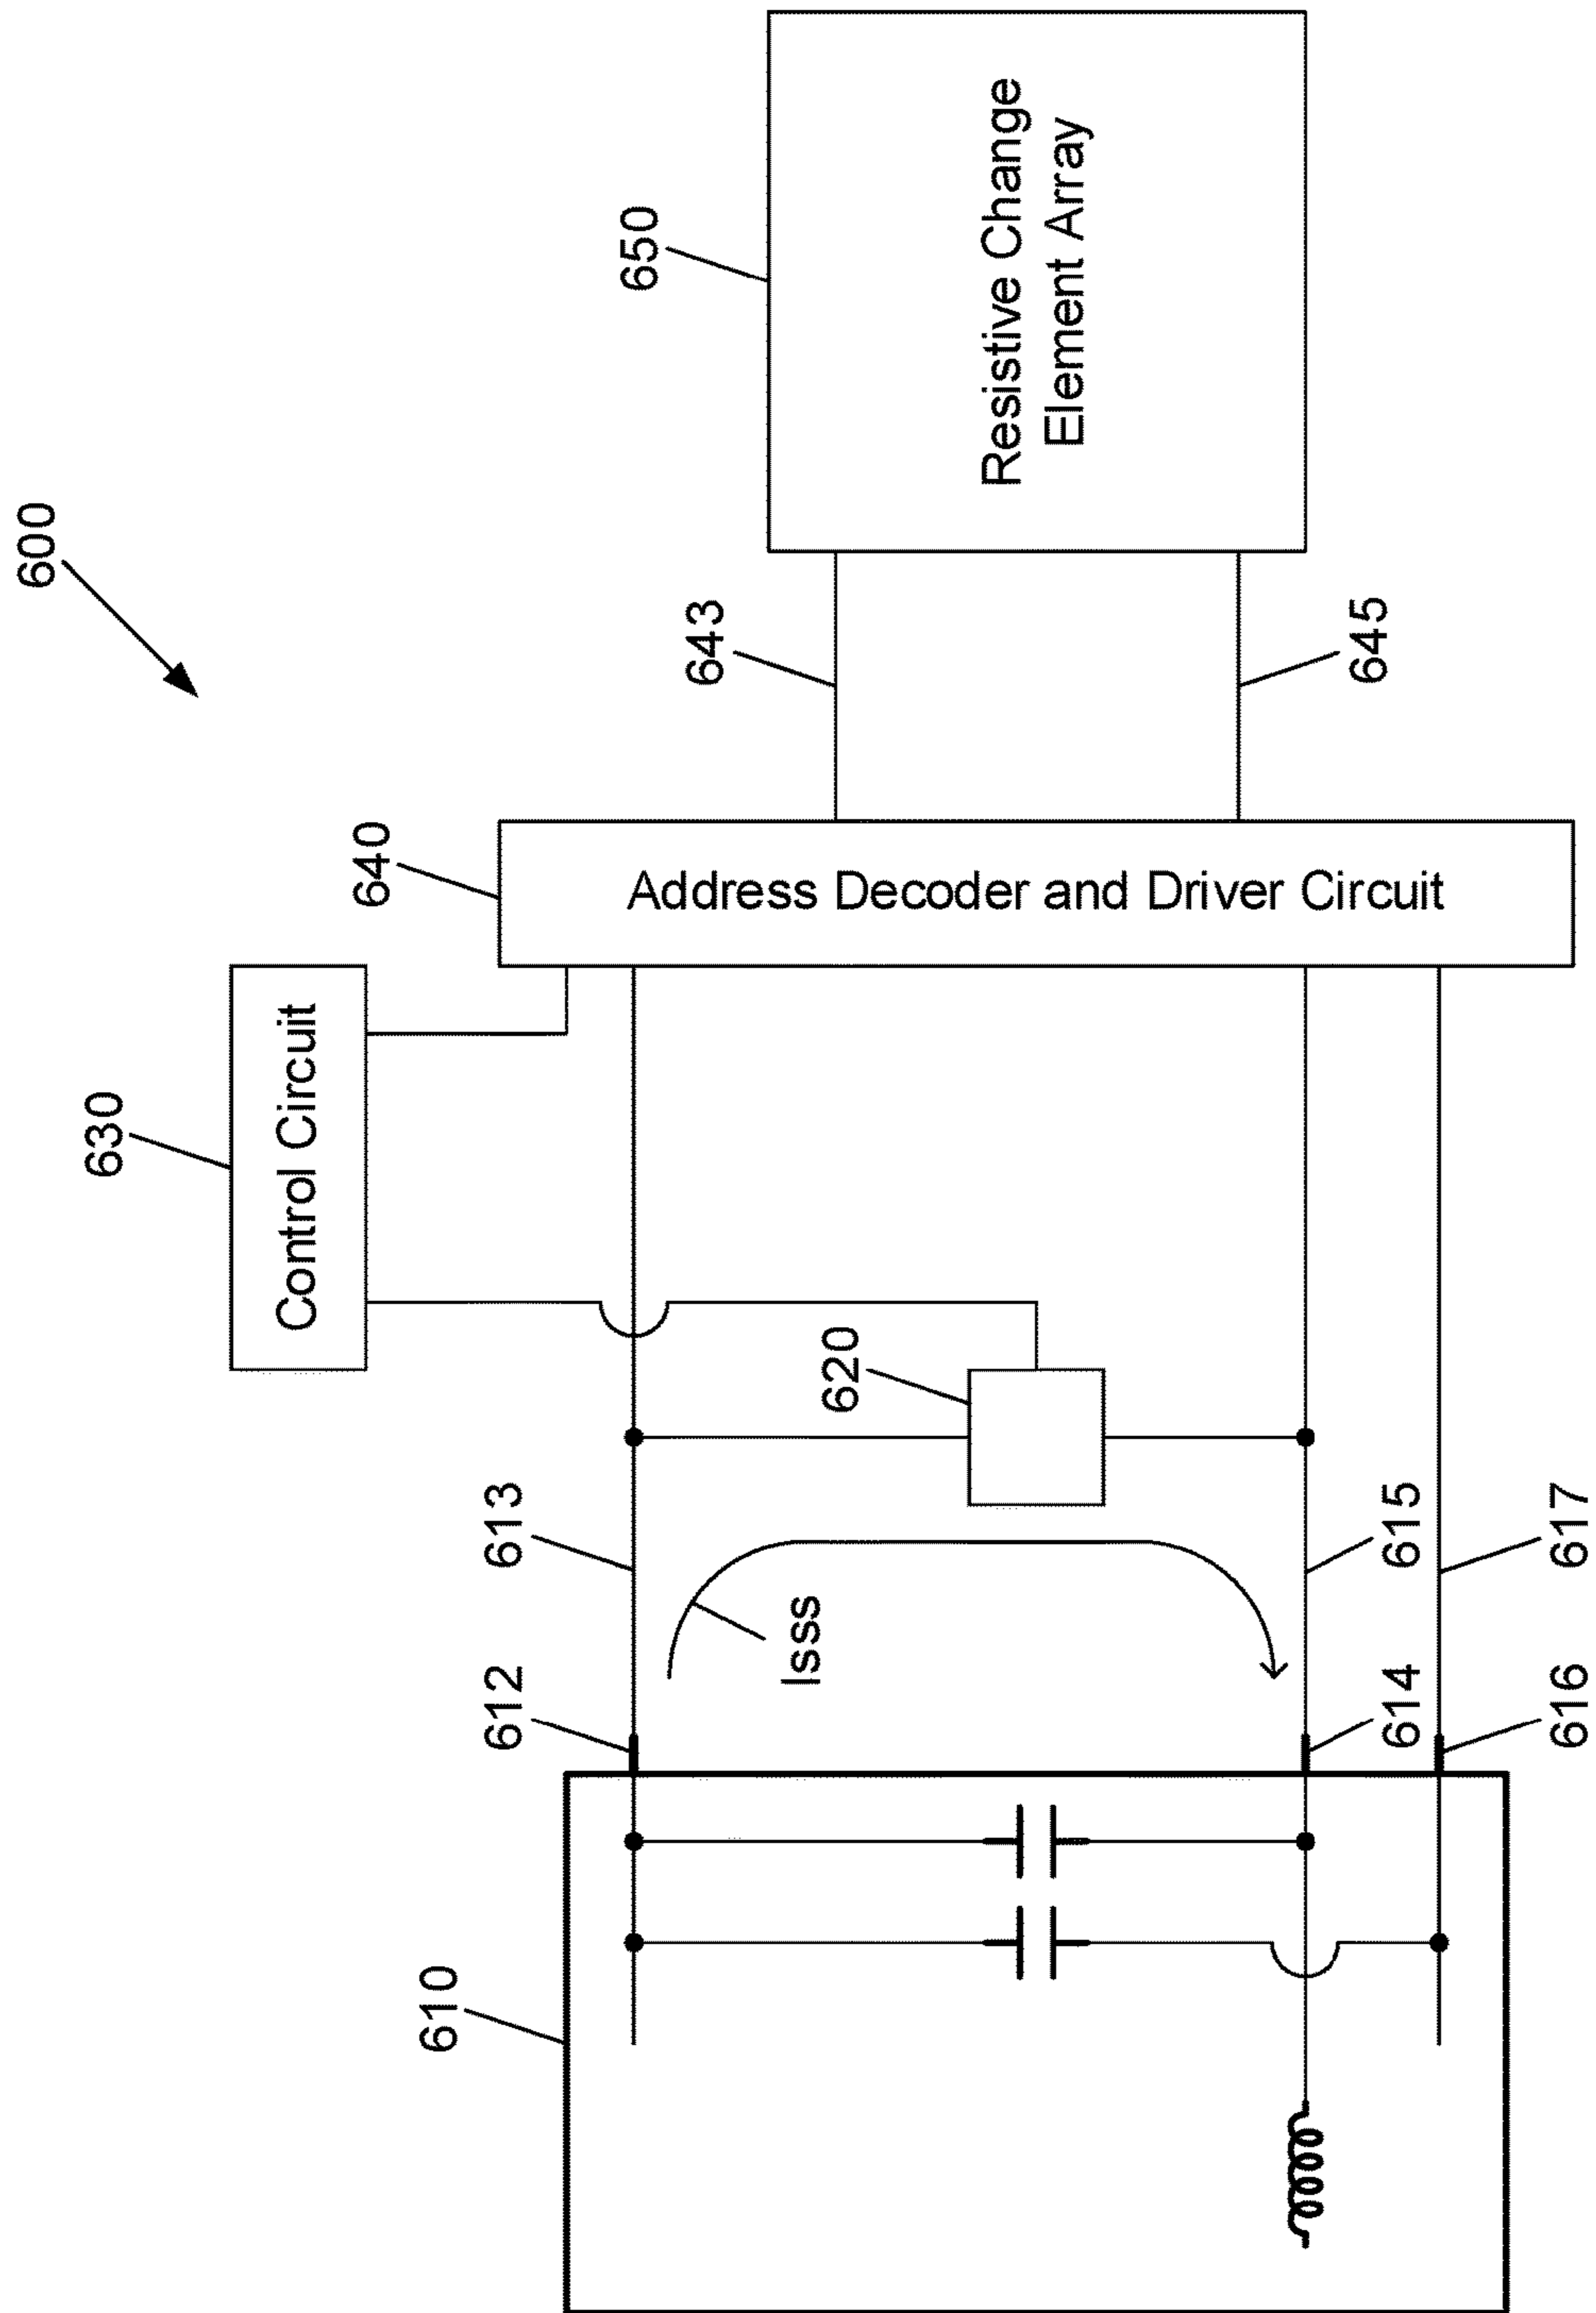 600
650
Resistive Change
Element Array
643
645
640
Address Decoder and Driver Circuit
630
Control Circuit
620
613
615
617
Isss
612
614
616
610